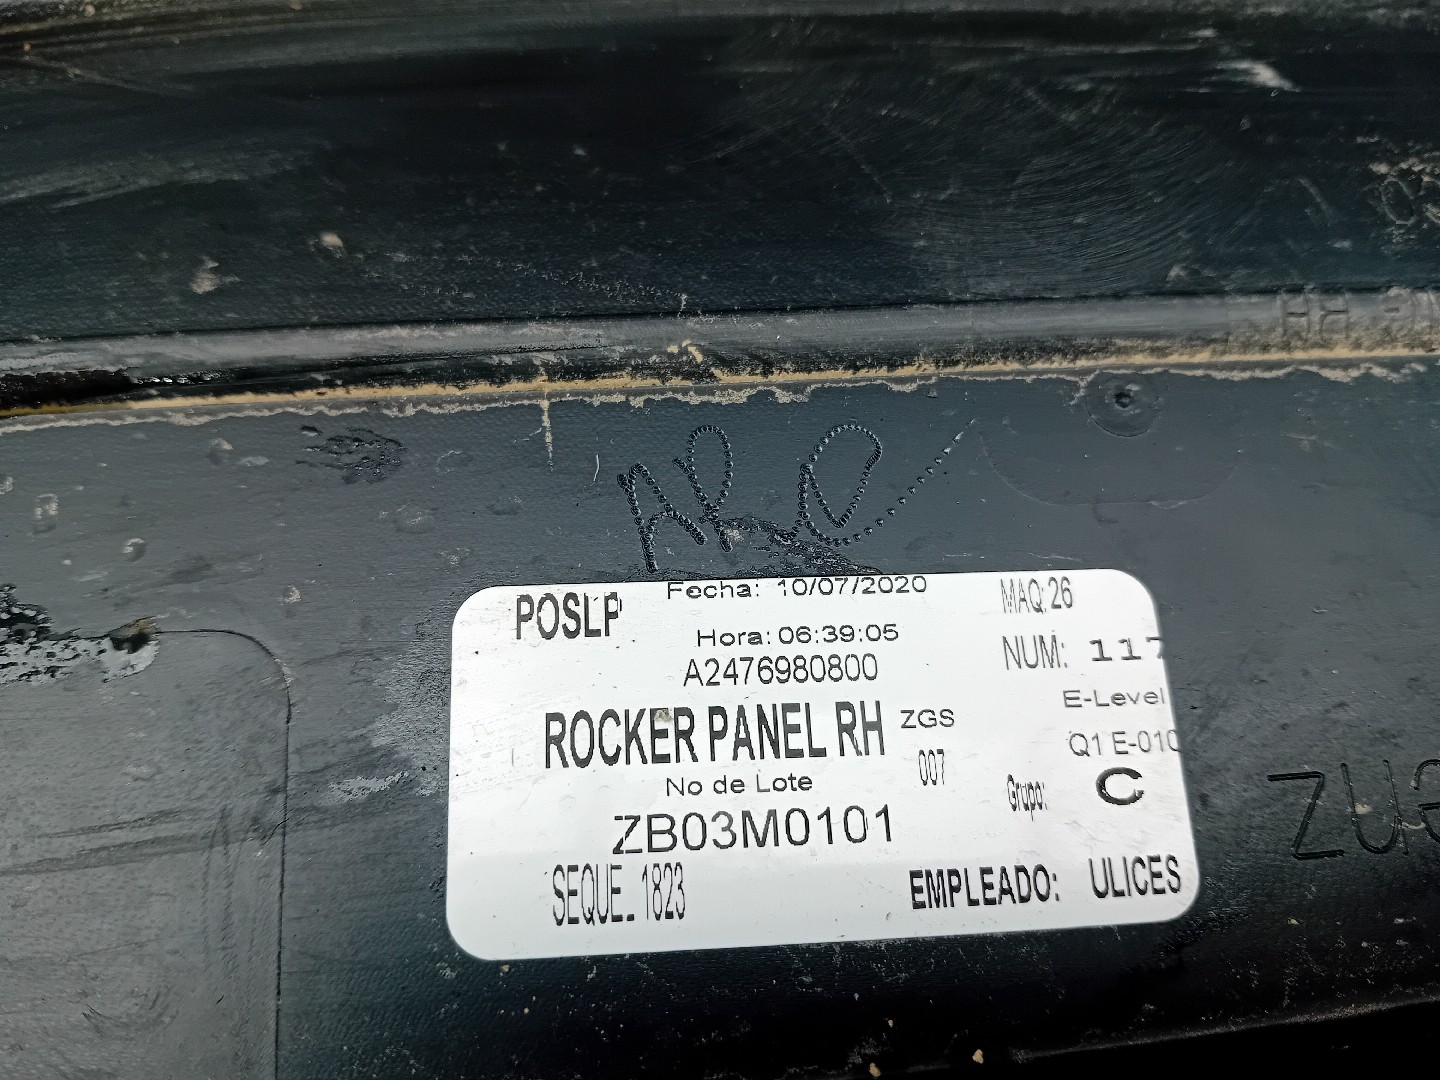 POSLP Fecha: 10/07/2020 MAQ:26
Hora: 06:39:05
A2476980800 NUM: 117
ROCKER PANEL RH ZGS E-Level
007 Q1 E-010
No de Lote Grupo: C
ZB03M0101
SEQUE. 1823 EMPLEADO: ULICES